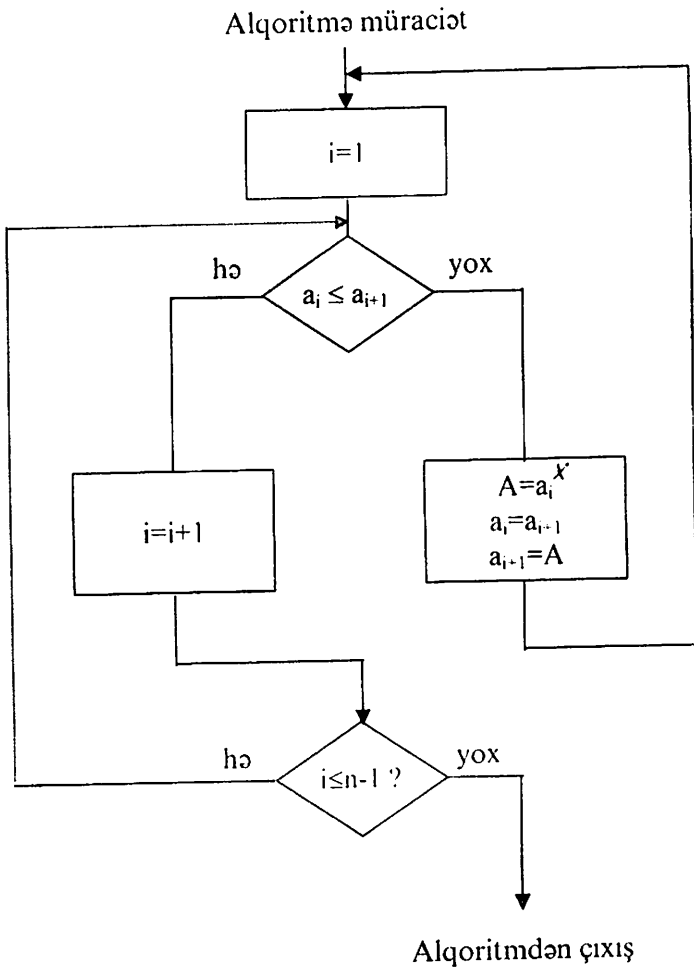 Alqoritmə müraciət
i=1
hə
aᵢ ≤ aᵢ₊₁
yox
i=i+1
A=aᵢ
aᵢ=aᵢ₊₁
aᵢ₊₁=A
hə
i≤n-1 ?
yox
Alqoritmdən çıxış